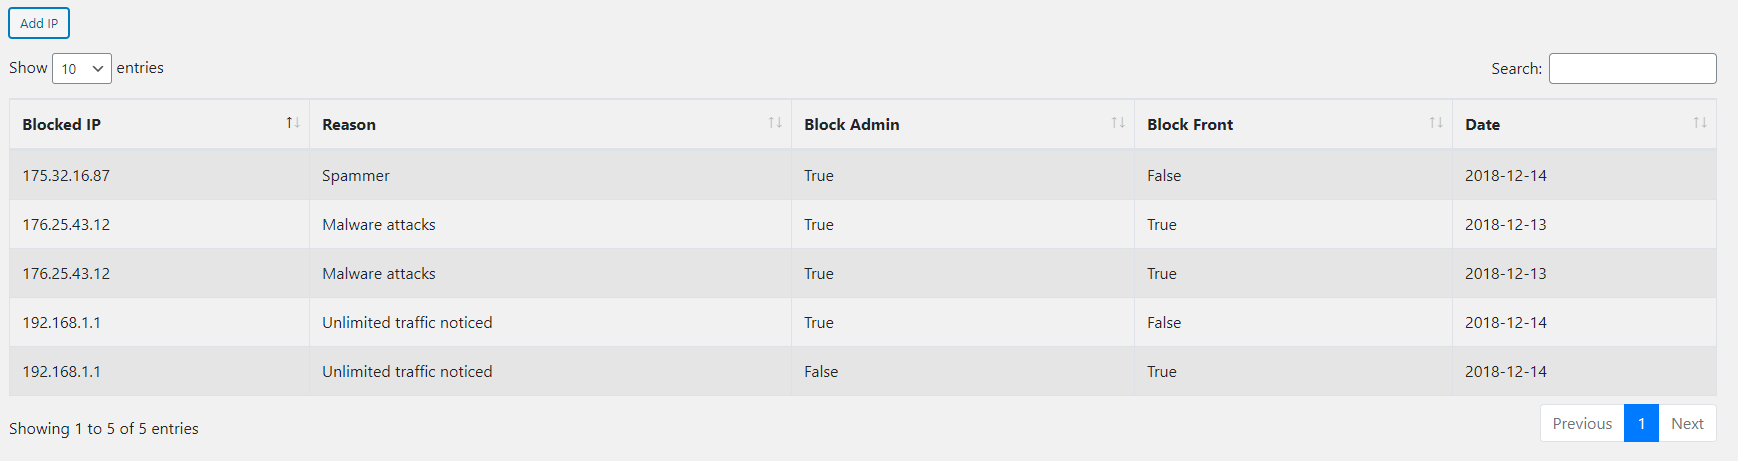 Add IP
Show 10 entries Search:
Blocked IP Reason Block Admin Block Front Date
175.32.16.87 Spammer True False 2018-12-14
176.25.43.12 Malware attacks True True 2018-12-13
176.25.43.12 Malware attacks True True 2018-12-13
192.168.1.1 Unlimited traffic noticed True False 2018-12-14
192.168.1.1 Unlimited traffic noticed False True 2018-12-14
Showing 1 to 5 of 5 entries Previous 1 Next